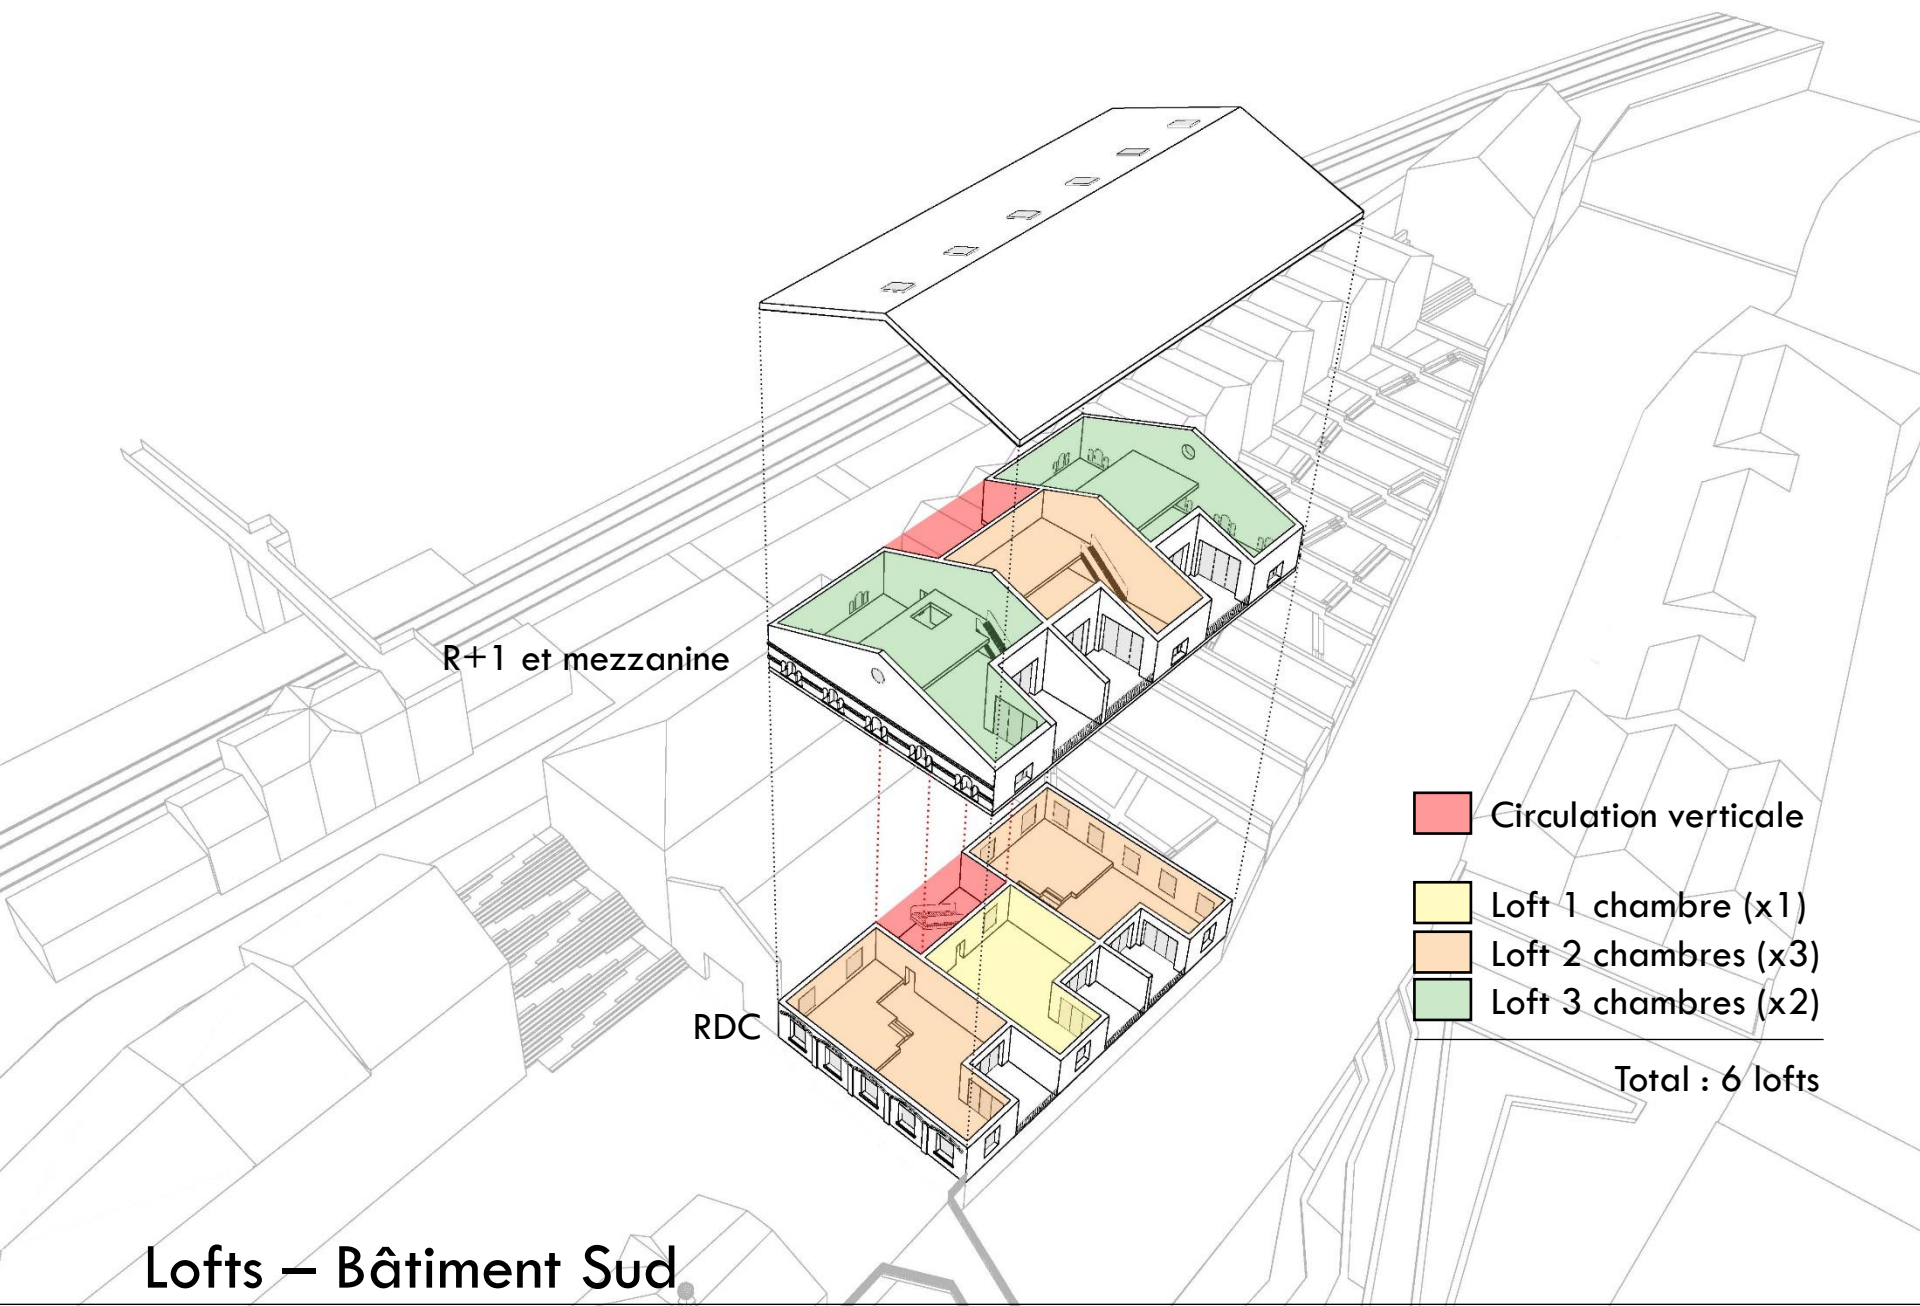 R+1 et mezzanine
RDC
Circulation verticale
Loft 1 chambre (x1)
Loft 2 chambres (x3)
Loft 3 chambres (x2)
Total : 6 lofts
Lofts – Bâtiment Sud